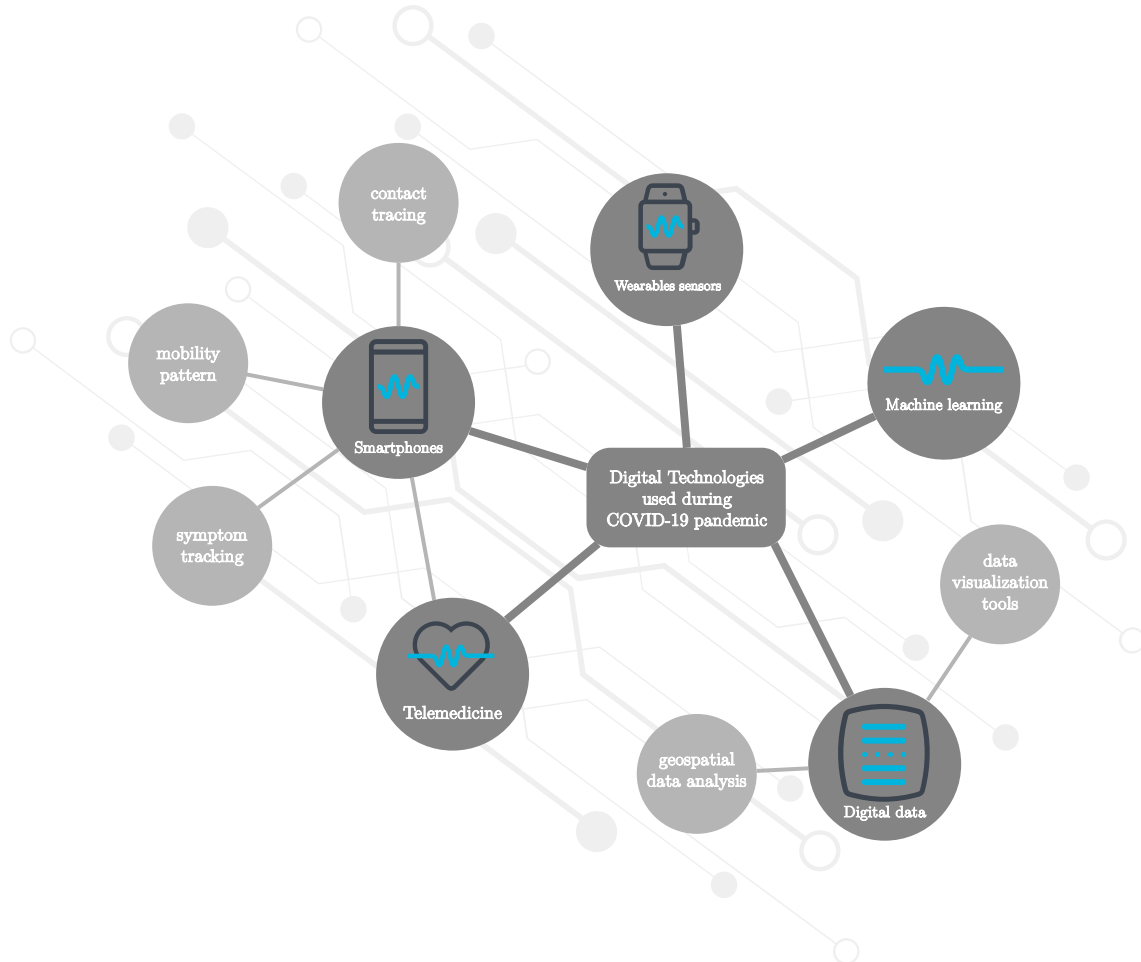 contact
tracing
Wearables sensors
mobility
pattern
Machine learning
Smartphones
Digital Technologies
used during
COVID-19 pandemic
symptom
tracking
data
visualization
tools
Telemedicine
geospatial
data analysis
Digital data